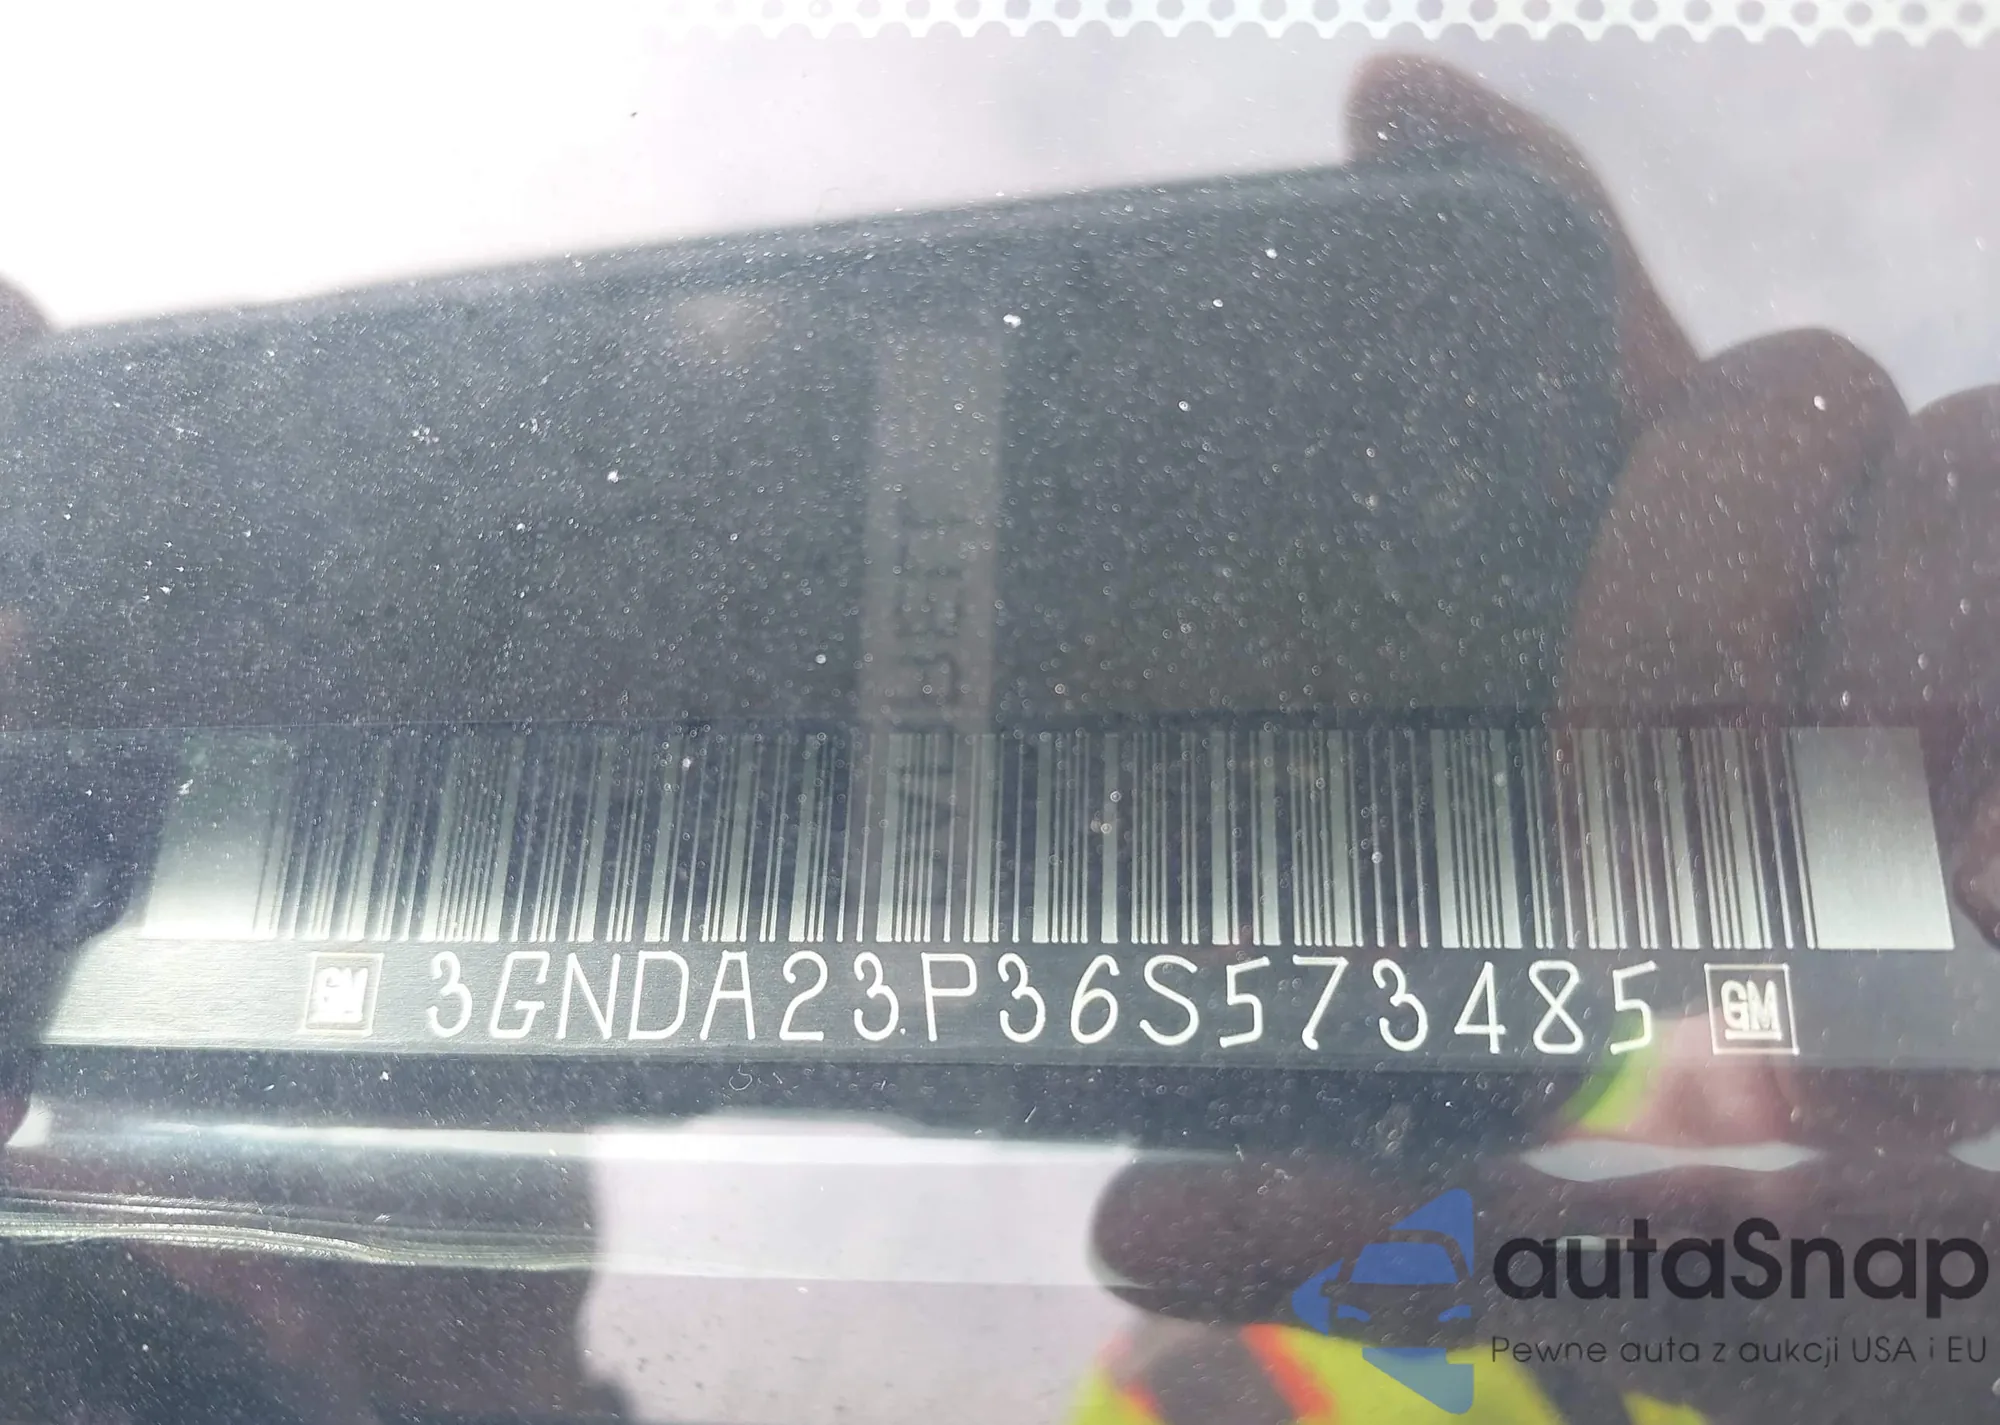 GM 3GNDA23P36S573485 GM
autaSnap
Pewne auta z aukcji USA i EU